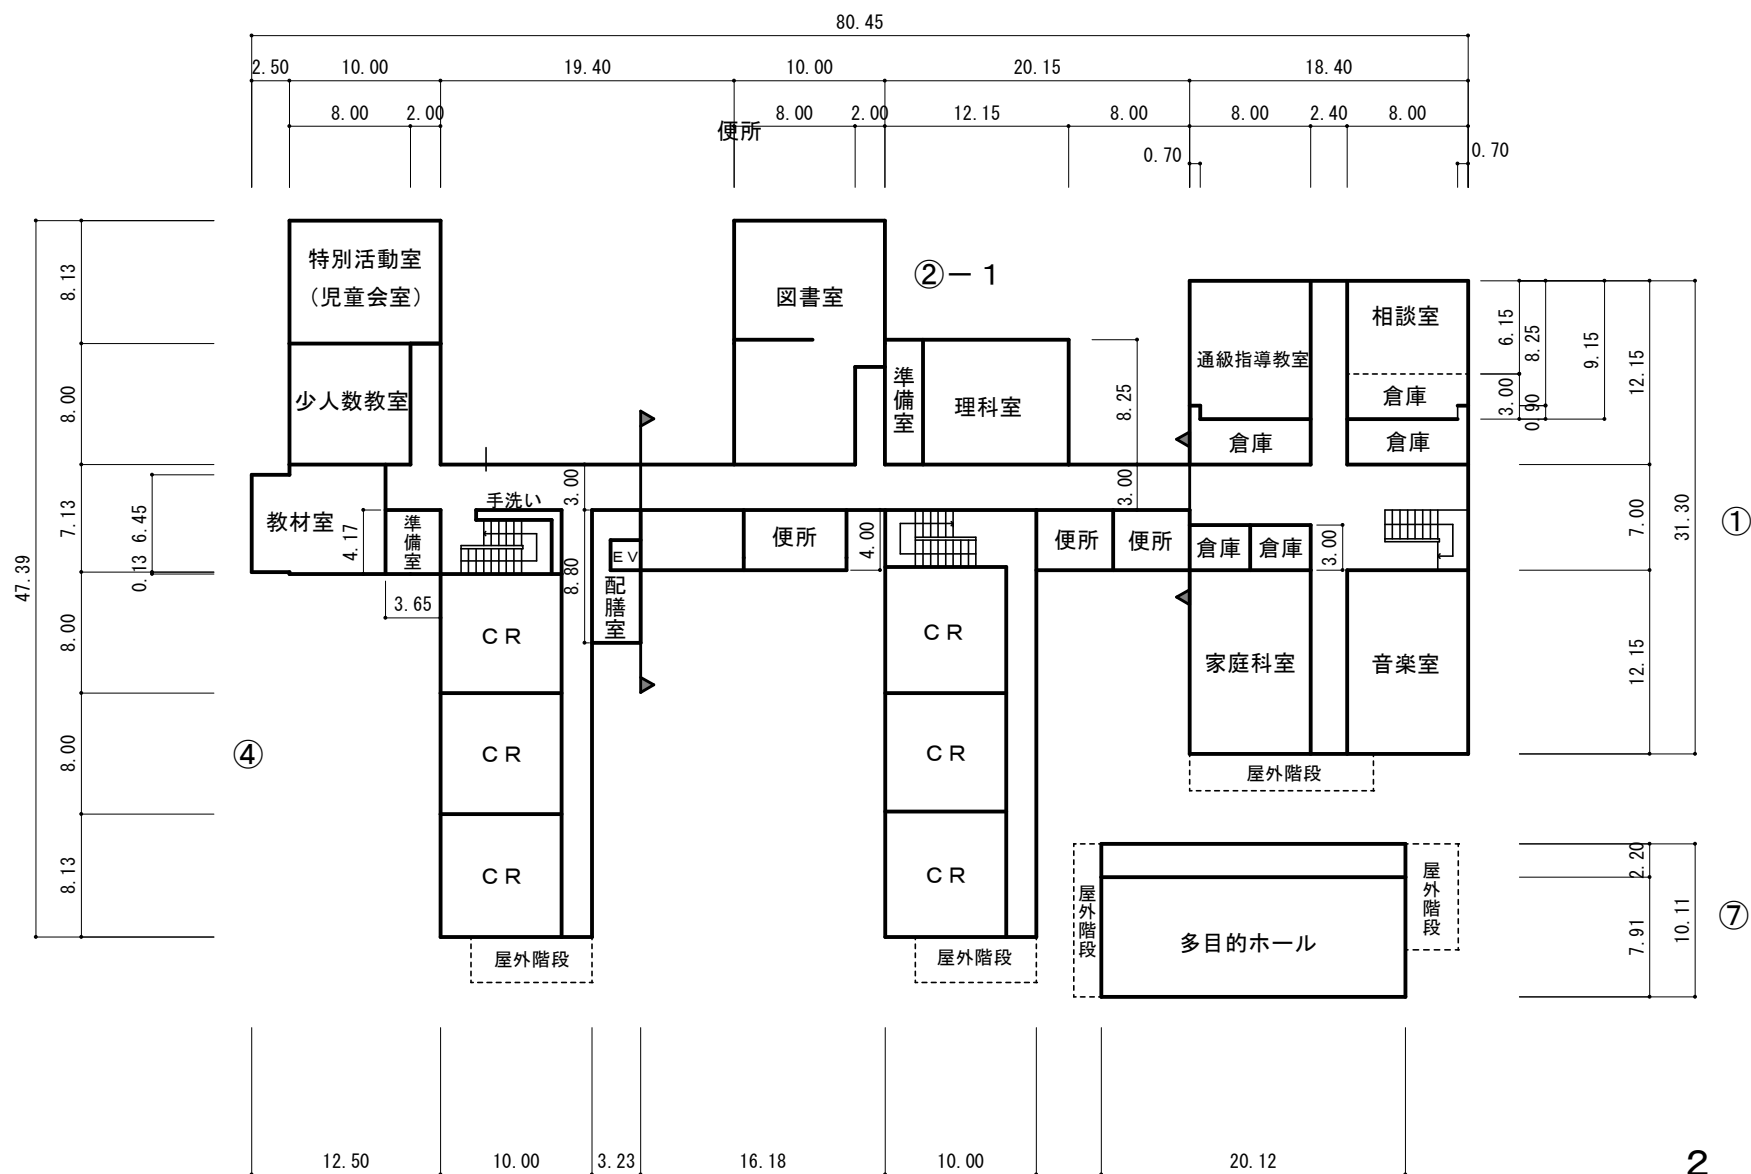 80.45
2.50 10.00 19.40 10.00 20.15 18.40
8.00 2.00 8.00 2.00 12.15 8.00 8.00 2.40 8.00
便所
0.70 0.70
特別活動室
(児童会室)
少人数教室
図書室
②－1
準備室
理科室
通級指導教室
相談室
倉庫
倉庫
倉庫
教材室
準備室
手洗い
EV
配膳室
便所
便所
便所
倉庫
倉庫
CR
CR
CR
CR
CR
CR
家庭科室
音楽室
屋外階段
屋外階段
屋外階段
屋外階段
屋外階段
多目的ホール
①
④
⑦
47.39
8.13
8.00
7.13
8.00
8.00
8.13
6.45
0.13
4.17
3.65
3.00
8.80
4.00
8.25
3.00
3.00
6.15
3.00
8.25
0.90
9.15
12.15
7.00
12.15
31.30
2.20
7.91
10.11
12.50 10.00 3.23 16.18 10.00 20.12
2